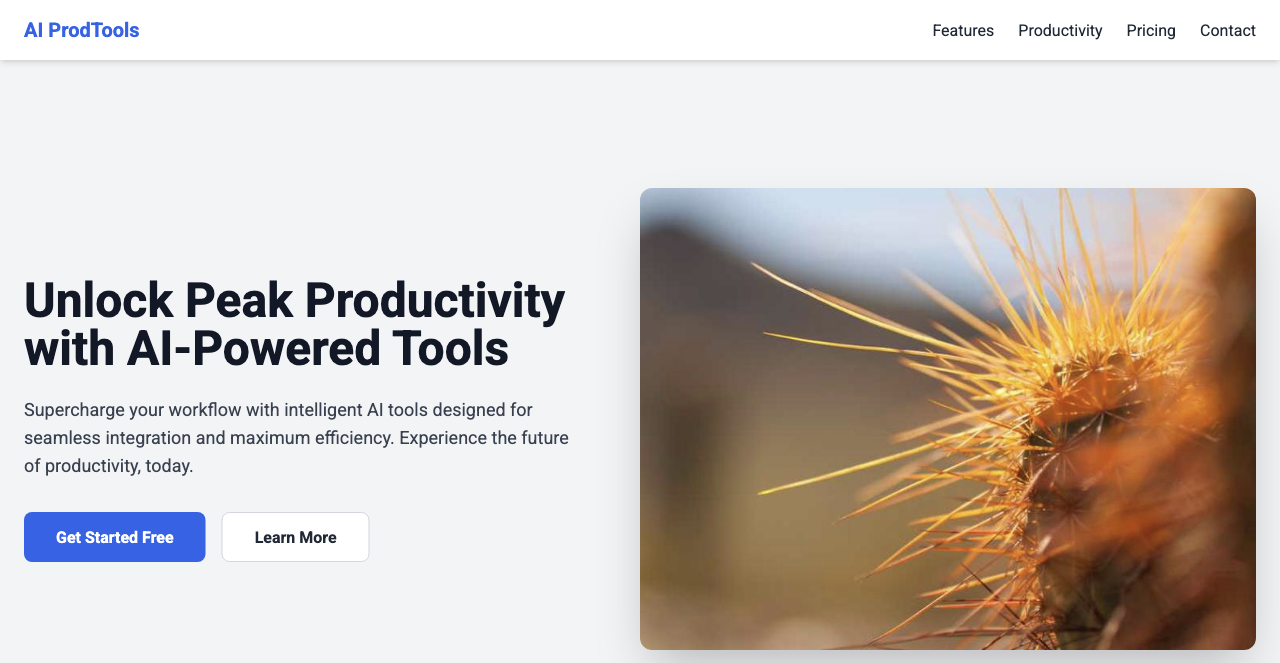 AI ProdTools
Features
Productivity
Pricing
Contact
Unlock Peak Productivity
with AI-Powered Tools
Supercharge your workflow with intelligent AI tools designed for
seamless integration and maximum efficiency. Experience the future
of productivity, today.
Get Started Free
Learn More